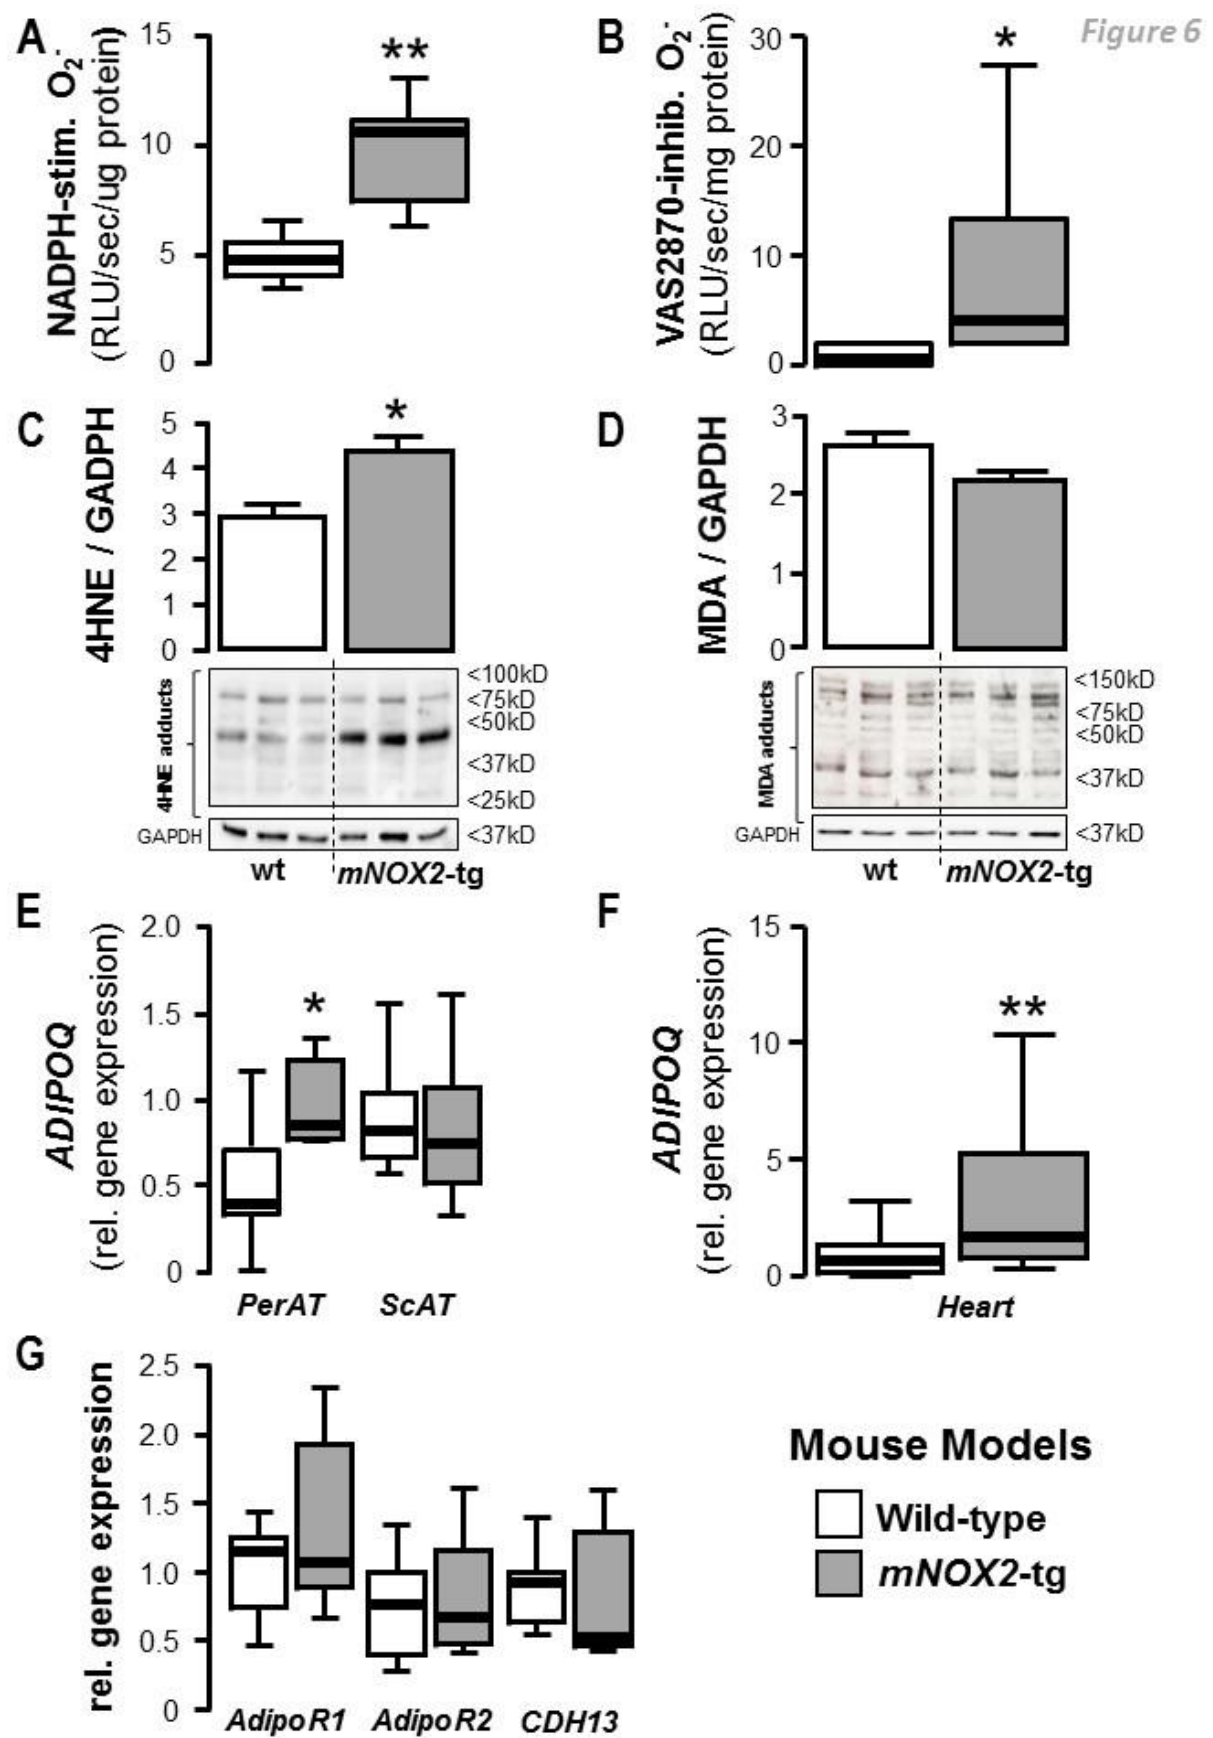 Figure 6
A
NADPH-stim. O2-
(RLU/sec/ug protein)
15
10
5
0
**
B
VAS2870-inhib. O2-
(RLU/sec/mg protein)
30
20
10
0
*
C
4HNE / GADPH
5
4
3
2
1
0
*
4HNE adducts
<100kD
<75kD
<50kD
<37kD
<25kD
GAPDH
<37kD
wt
mNOX2-tg
D
MDA / GAPDH
3
2
1
0
MDA adducts
<150kD
<75kD
<50kD
<37kD
GAPDH
<37kD
wt
mNOX2-tg
E
ADIPOQ
(rel. gene expression)
2.0
1.5
1.0
0.5
0
*
PerAT
ScAT
F
ADIPOQ
(rel. gene expression)
15
10
5
0
**
Heart
G
rel. gene expression
2.5
2.0
1.5
1.0
0.5
0
AdipoR1
AdipoR2
CDH13
Mouse Models
Wild-type
mNOX2-tg